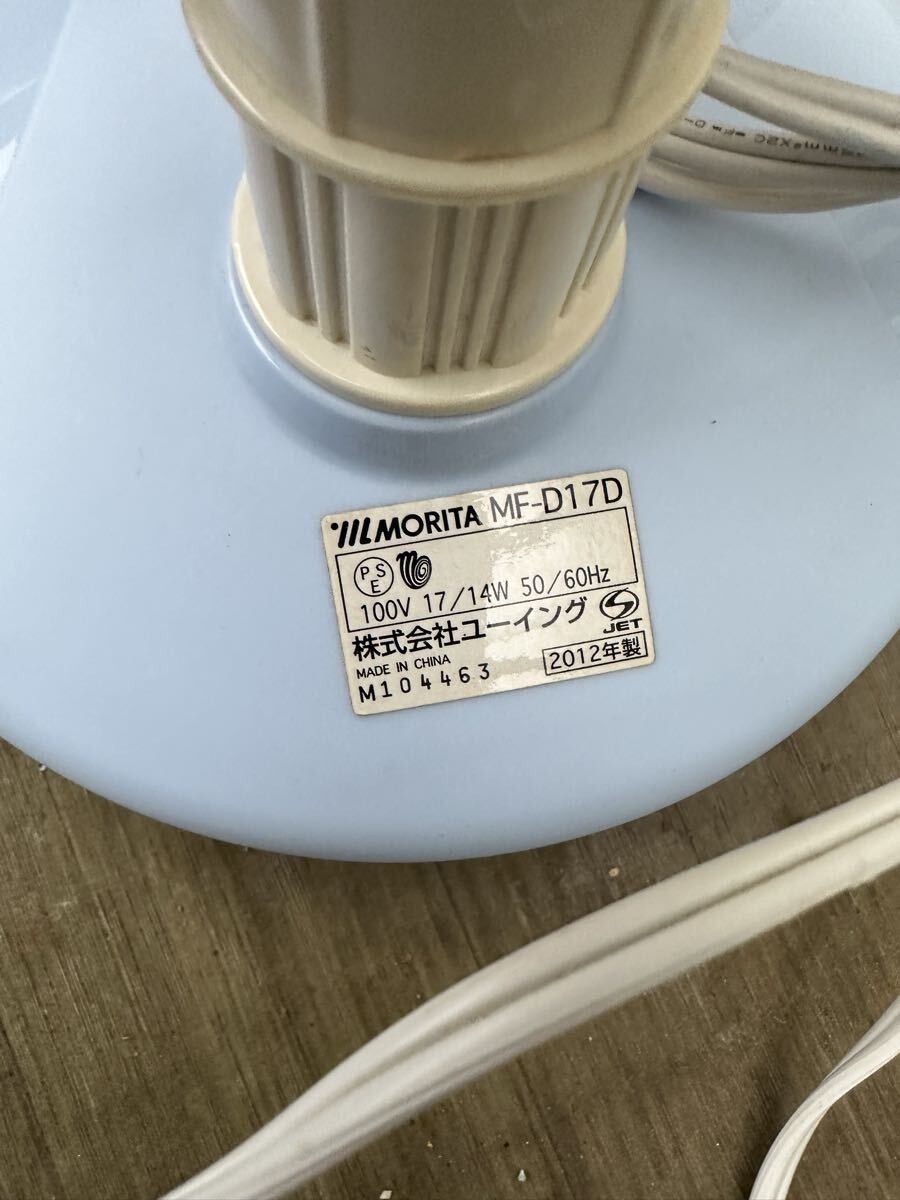 MORITA MF-D17D
PSE
100V 17/14W 50/60Hz
株式会社ユーイング
JET
MADE IN CHINA
2012年製
M104463